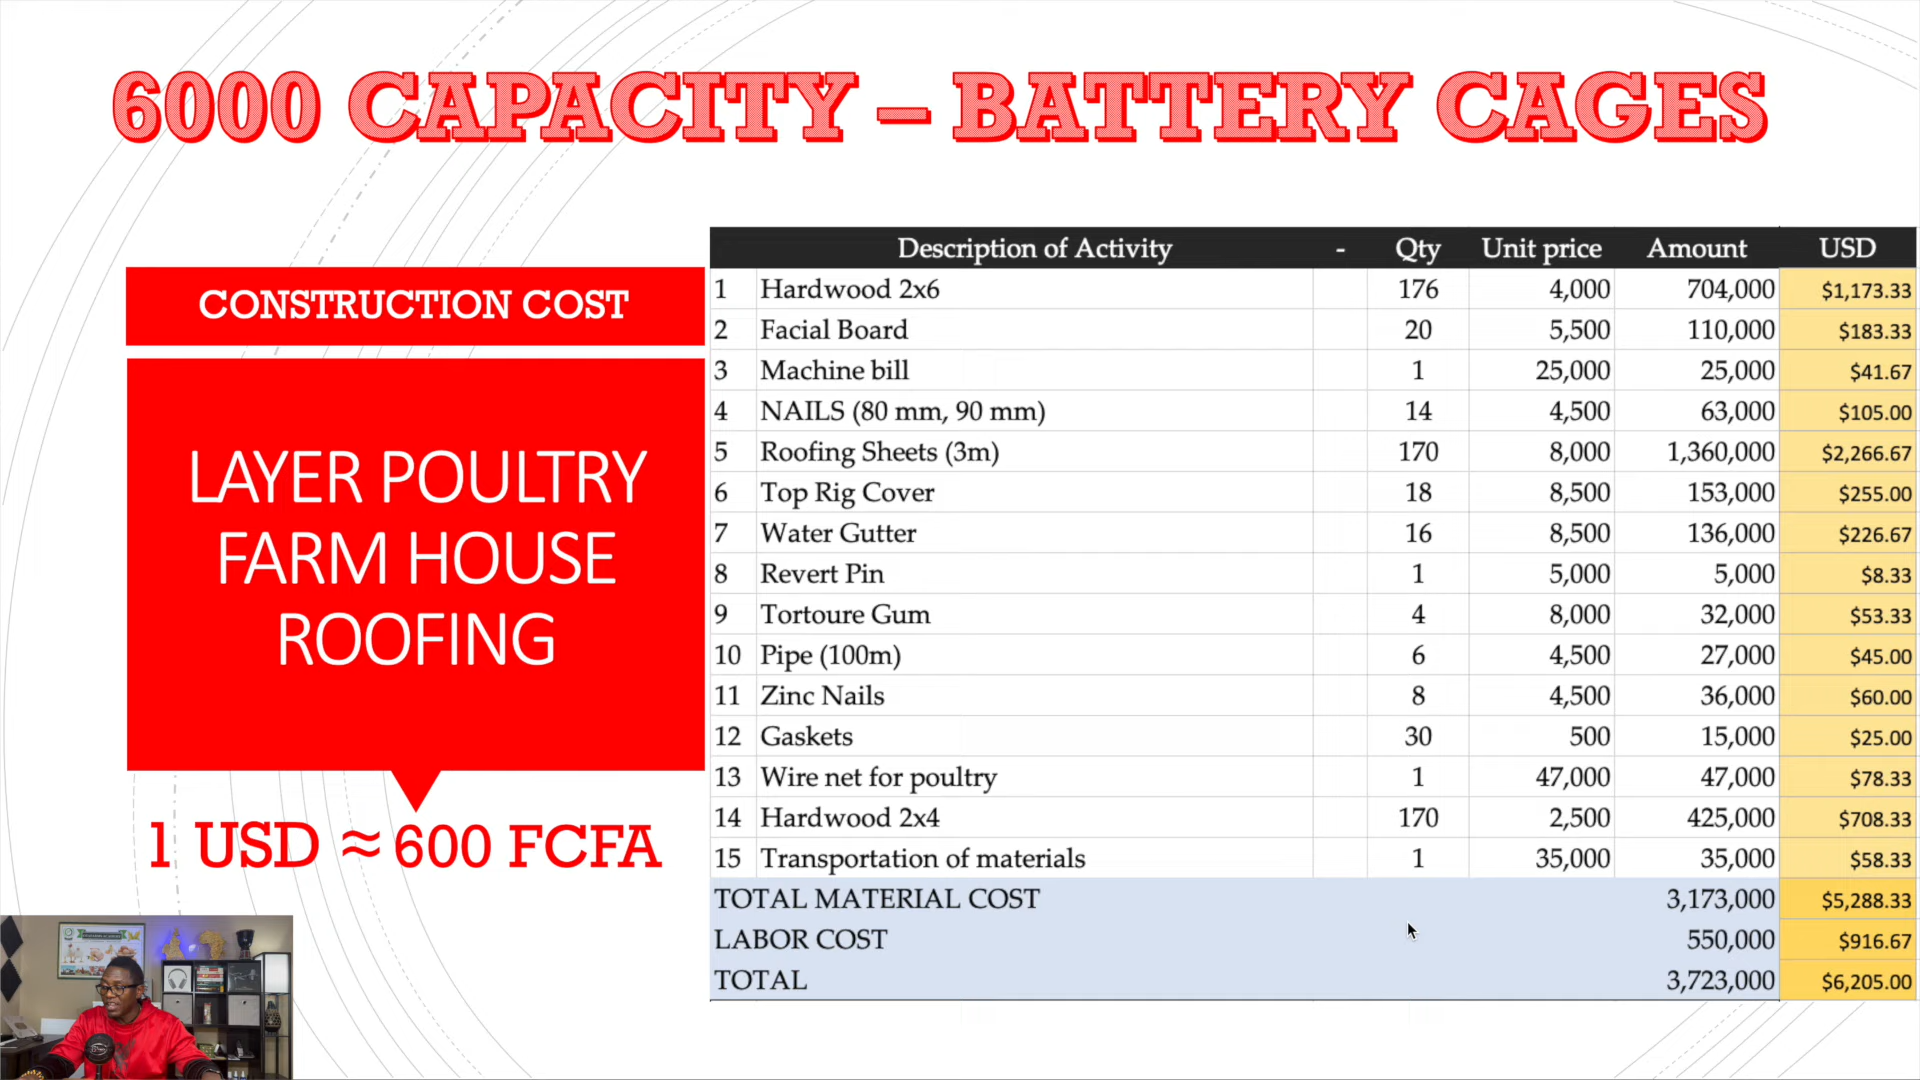 6000 CAPACITY – BATTERY CAGES
CONSTRUCTION COST
LAYER POULTRY
FARM HOUSE
ROOFING
1 USD ≈ 600 FCFA
Description of Activity - Qty Unit price Amount USD
1 Hardwood 2x6 176 4,000 704,000 $1,173.33
2 Facial Board 20 5,500 110,000 $183.33
3 Machine bill 1 25,000 25,000 $41.67
4 NAILS (80 mm, 90 mm) 14 4,500 63,000 $105.00
5 Roofing Sheets (3m) 170 8,000 1,360,000 $2,266.67
6 Top Rig Cover 18 8,500 153,000 $255.00
7 Water Gutter 16 8,500 136,000 $226.67
8 Revert Pin 1 5,000 5,000 $8.33
9 Tortoure Gum 4 8,000 32,000 $53.33
10 Pipe (100m) 6 4,500 27,000 $45.00
11 Zinc Nails 8 4,500 36,000 $60.00
12 Gaskets 30 500 15,000 $25.00
13 Wire net for poultry 1 47,000 47,000 $78.33
14 Hardwood 2x4 170 2,500 425,000 $708.33
15 Transportation of materials 1 35,000 35,000 $58.33
TOTAL MATERIAL COST 3,173,000 $5,288.33
LABOR COST 550,000 $916.67
TOTAL 3,723,000 $6,205.00